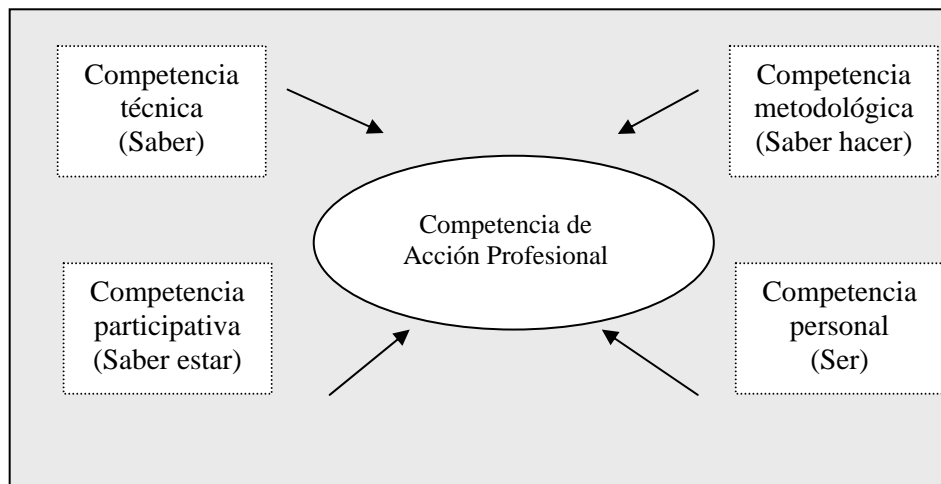 Competencia
técnica
(Saber)
Competencia
metodológica
(Saber hacer)
Competencia de
Acción Profesional
Competencia
participativa
(Saber estar)
Competencia
personal
(Ser)